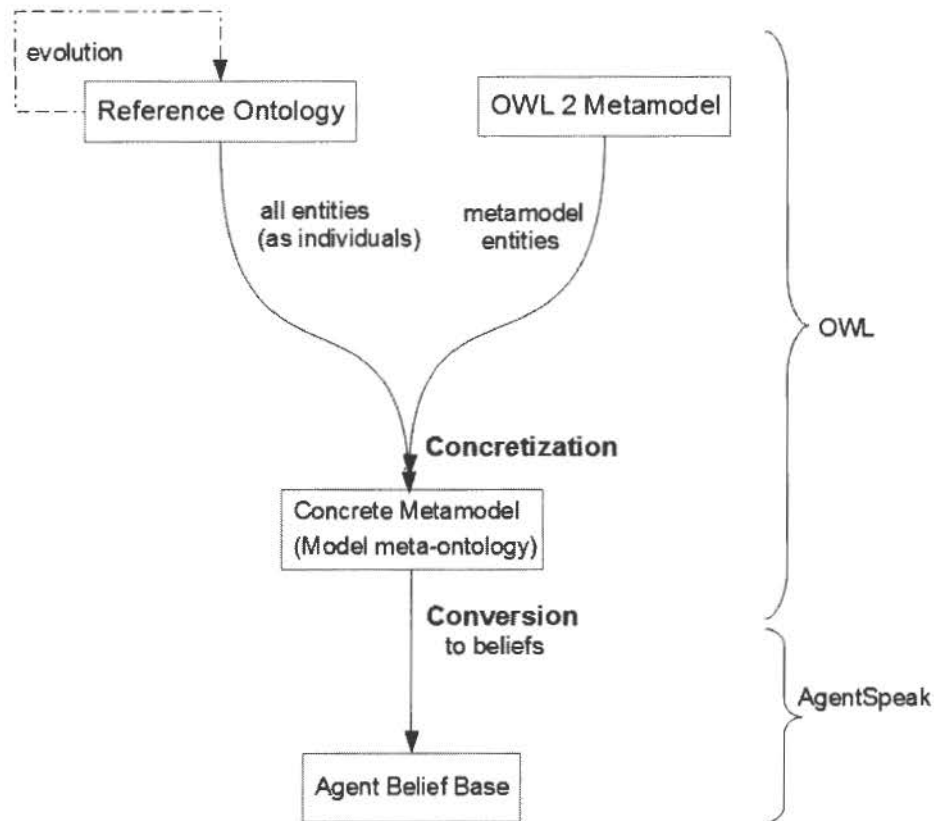 evolution
Reference Ontology
OWL 2 Metamodel
all entities
(as individuals)
metamodel
entities
OWL
Concretization
Concrete Metamodel
(Model meta-ontology)
Conversion
to beliefs
AgentSpeak
Agent Belief Base